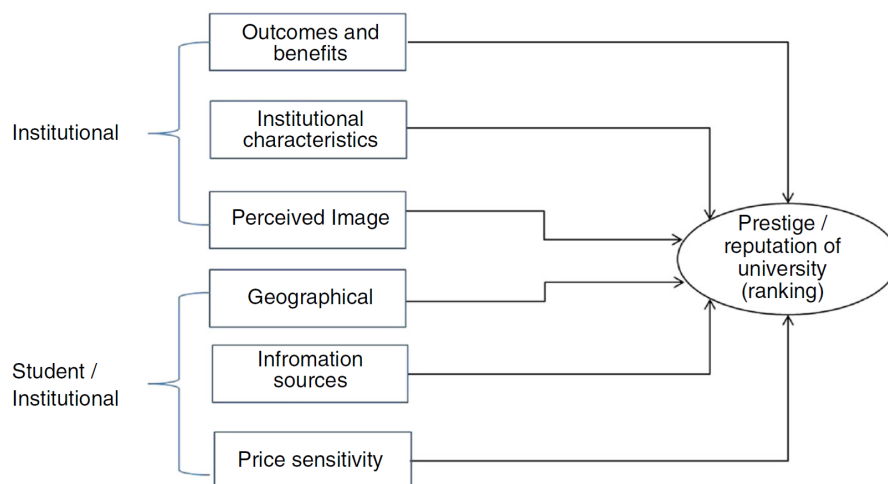 Outcomes and
benefits
Institutional
Institutional
characteristics
Perceived Image
Prestige /
reputation of
university
(ranking)
Geographical
Student /
Institutional
Infromation
sources
Price sensitivity